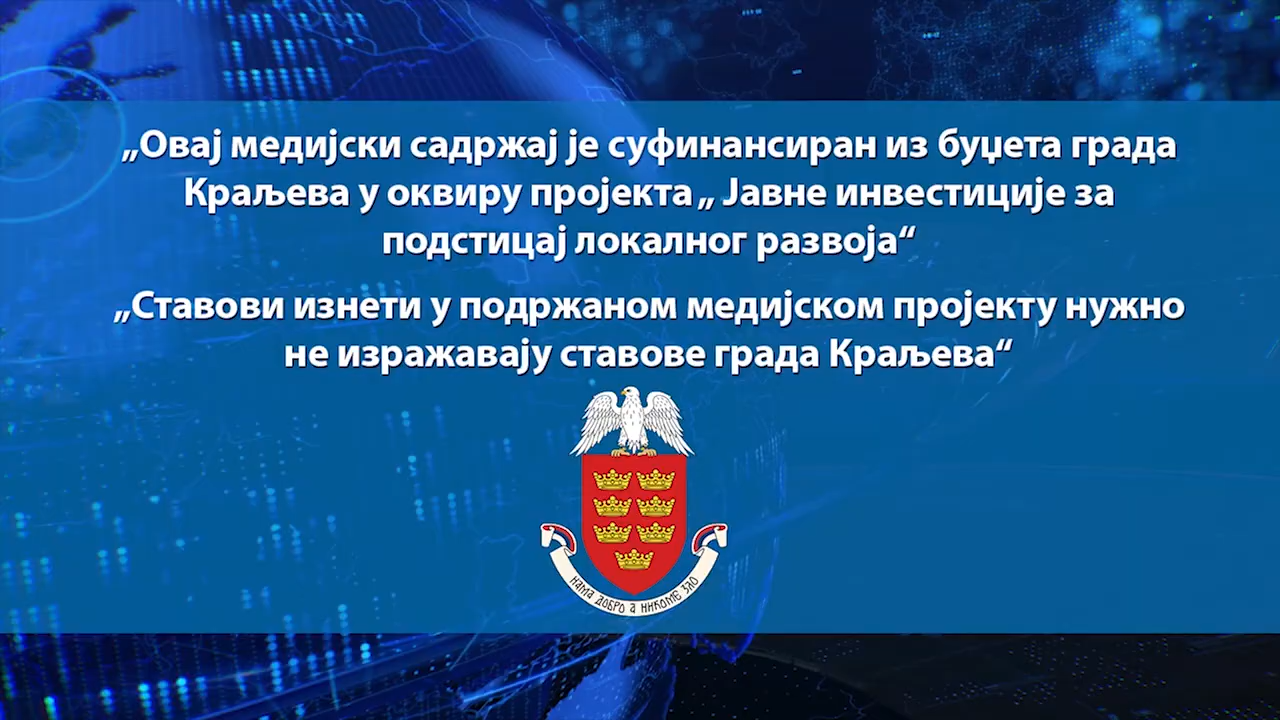 „Овај медијски садржај је суфинансиран из буџета града
Краљева у оквиру пројекта „ Јавне инвестиције за
подстицај локалног развоја“
„Ставови изнети у подржаном медијском пројекту нужно
не изражавају ставове града Краљева“
НАМА ДОБРО А НИКОМЕ ЗЛО